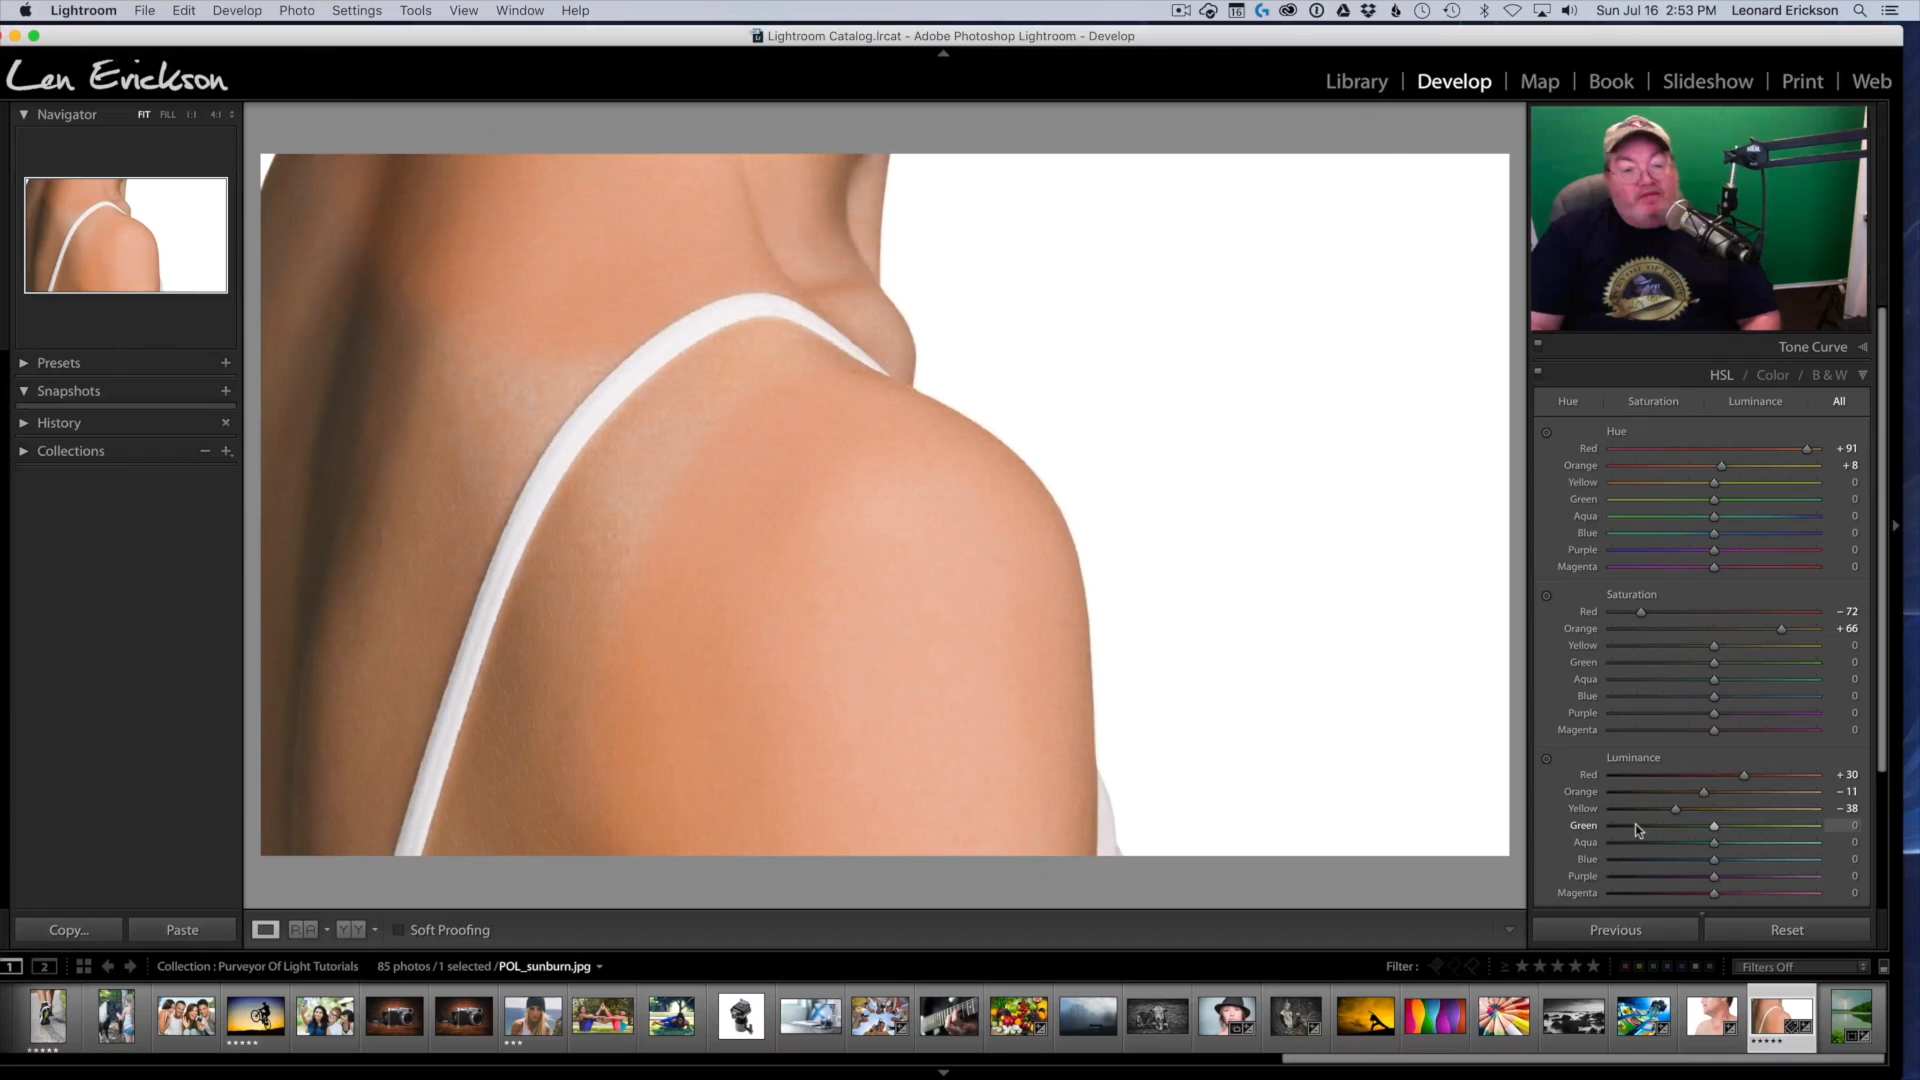 Lightroom File Edit Develop Photo Settings Tools View Window Help 16 Sun Jul 16 2:53 PM Leonard Erickson
Lightroom Catalog.lrcat - Adobe Photoshop Lightroom - Develop
Len Erickson
Library | Develop | Map | Book | Slideshow | Print | Web
Navigator FIT FILL 1:1 4:1
Presets
Snapshots
History
Collections
Tone Curve
HSL / Color / B & W
Hue Saturation Luminance All
Hue
Red + 91
Orange + 8
Yellow 0
Green 0
Aqua 0
Blue 0
Purple 0
Magenta 0
Saturation
Red - 72
Orange + 66
Yellow 0
Green 0
Aqua 0
Blue 0
Purple 0
Magenta 0
Luminance
Red + 30
Orange - 11
Yellow - 38
Green 0
Aqua 0
Blue 0
Purple 0
Magenta 0
Copy... Paste R A Y Y Soft Proofing Previous Reset
1 2 Collection : Purveyor Of Light Tutorials 85 photos / 1 selected / POL_sunburn.jpg Filter : Filters Off